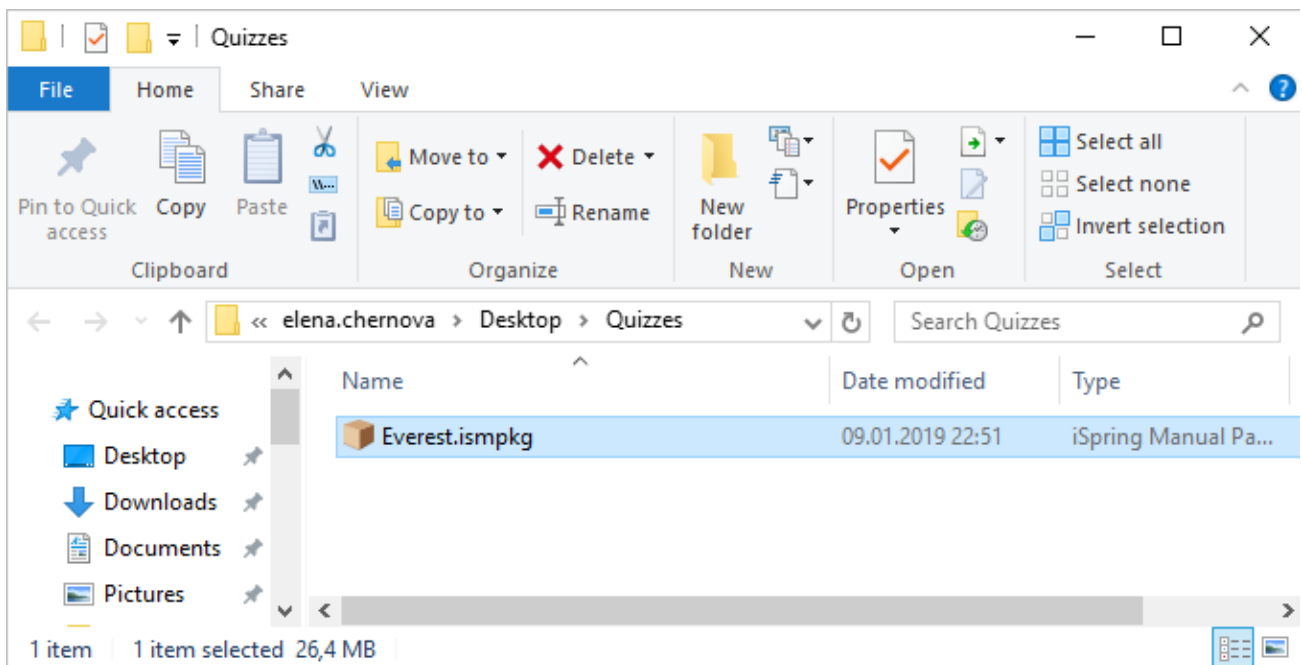 Quizzes
File Home Share View
Pin to Quick access
Copy
Paste
Clipboard
Move to
Copy to
Delete
Rename
Organize
New folder
New
Properties
Open
Select all
Select none
Invert selection
Select
« elena.chernova > Desktop > Quizzes
Search Quizzes
Name Date modified Type
Everest.ismpkg 09.01.2019 22:51 iSpring Manual Pa...
Quick access
Desktop
Downloads
Documents
Pictures
1 item 1 item selected 26,4 MB